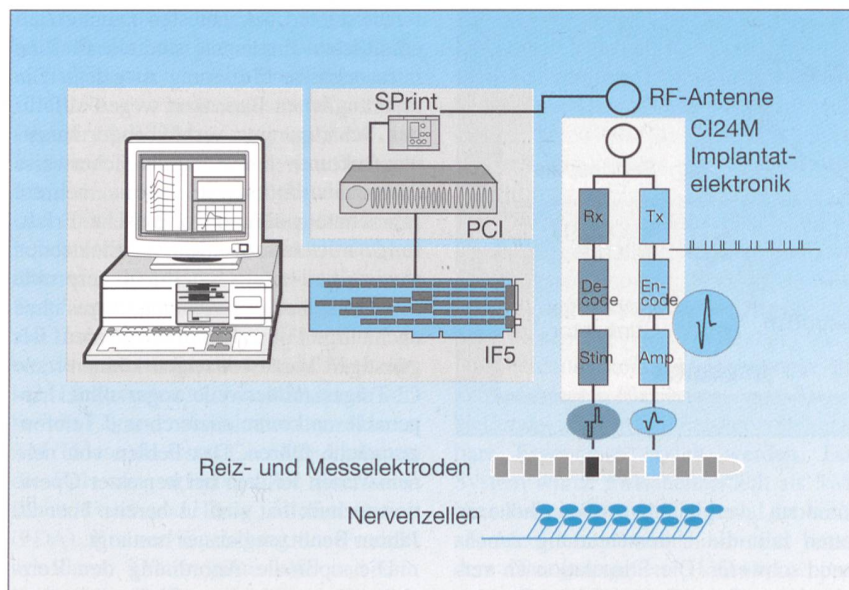 SPrint
RF-Antenne
CI24M
Implantat-
elektronik
PCI
Rx
Tx
De-
code
En-
code
IF5
Stim
Amp
Reiz- und Messelektroden
Nervenzellen